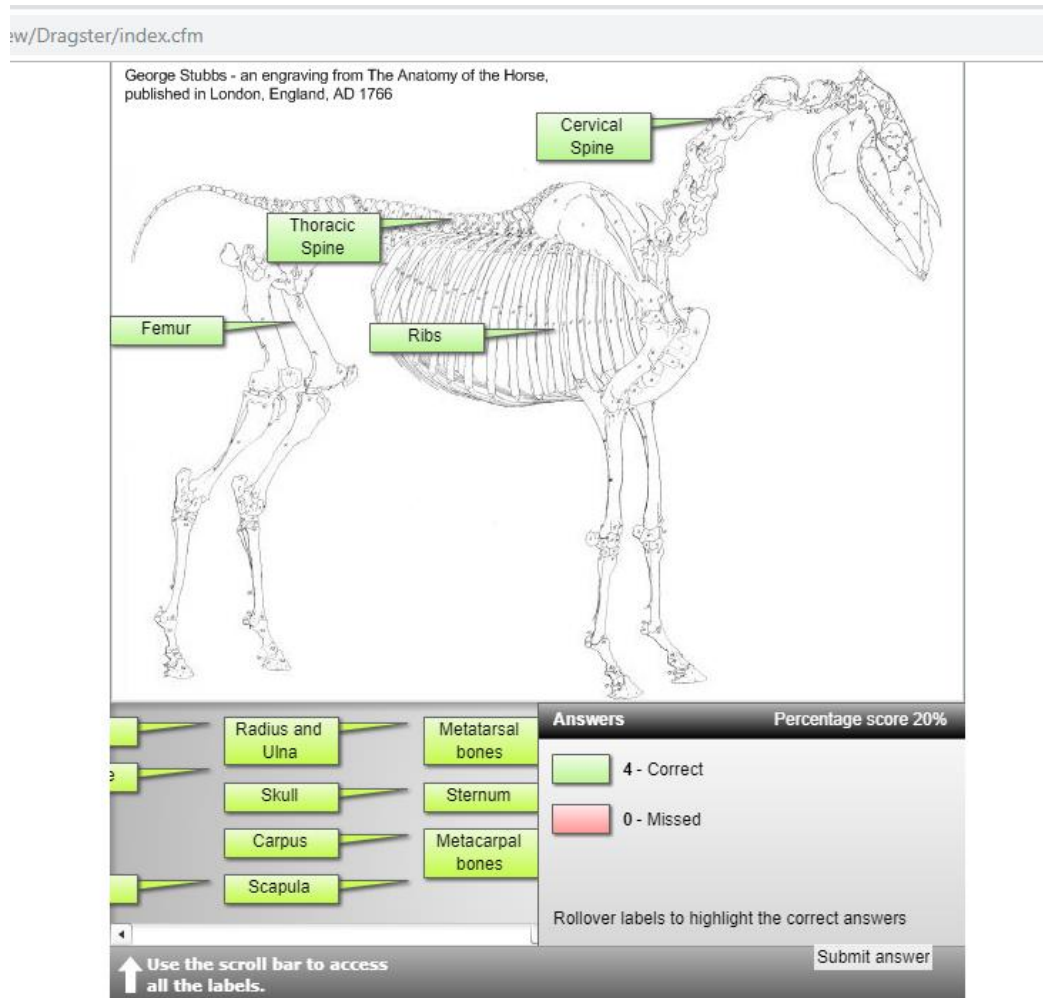 ew/Dragster/index.cfm
George Stubbs - an engraving from The Anatomy of the Horse,
published in London, England, AD 1766
Cervical
Spine
Thoracic
Spine
Femur
Ribs
Radius and
Ulna
Metatarsal
bones
e
Skull
Sternum
Carpus
Metacarpal
bones
Scapula
Answers
Percentage score 20%
4 - Correct
0 - Missed
Rollover labels to highlight the correct answers
Submit answer
Use the scroll bar to access
all the labels.